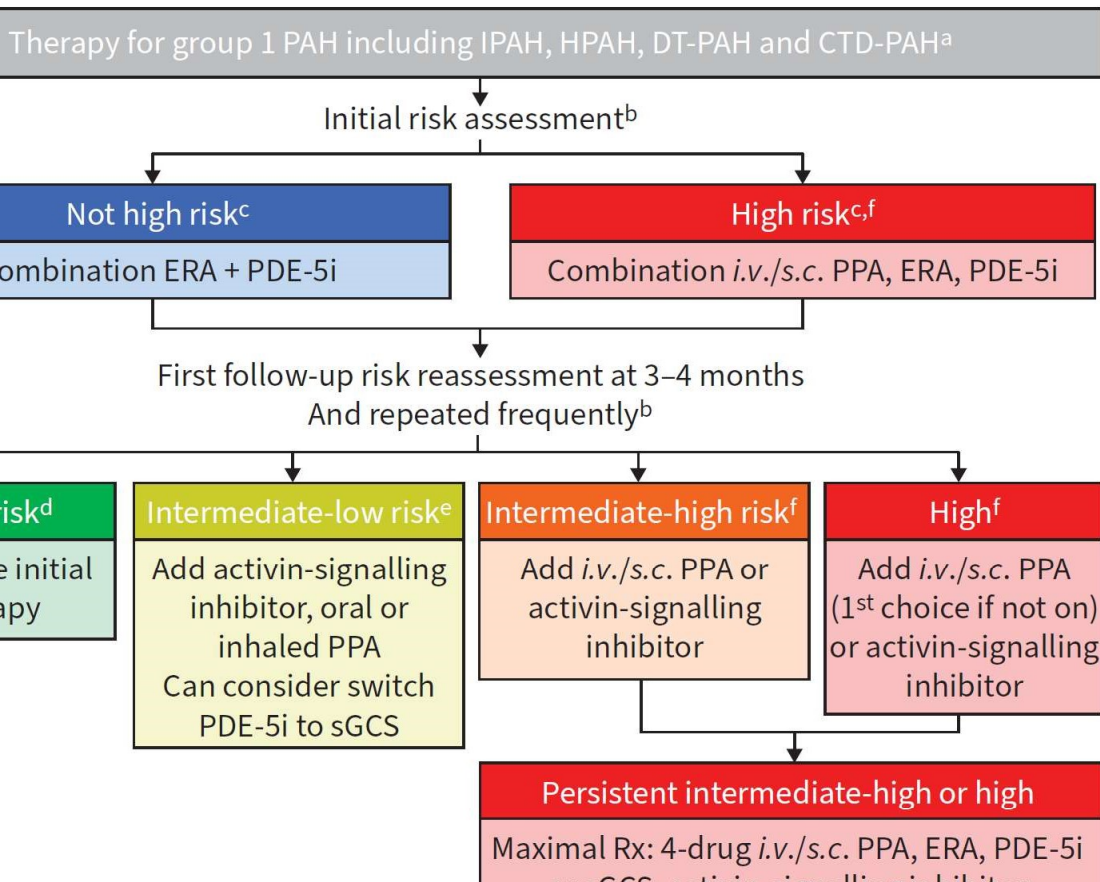 Therapy for group 1 PAH including IPAH, HPAH, DT-PAH and CTD-PAHᵃ
Initial risk assessmentᵇ
Not high riskᶜ
ombination ERA + PDE-5i
High riskᶜ,ᶠ
Combination i.v./s.c. PPA, ERA, PDE-5i
First follow-up risk reassessment at 3–4 months
And repeated frequentlyᵇ
riskᵈ
e initial
apy
Intermediate-low riskᵉ
Add activin-signalling
inhibitor, oral or
inhaled PPA
Can consider switch
PDE-5i to sGCS
Intermediate-high riskᶠ
Add i.v./s.c. PPA or
activin-signalling
inhibitor
Highᶠ
Add i.v./s.c. PPA
(1ˢᵗ choice if not on)
or activin-signalling
inhibitor
Persistent intermediate-high or high
Maximal Rx: 4-drug i.v./s.c. PPA, ERA, PDE-5i